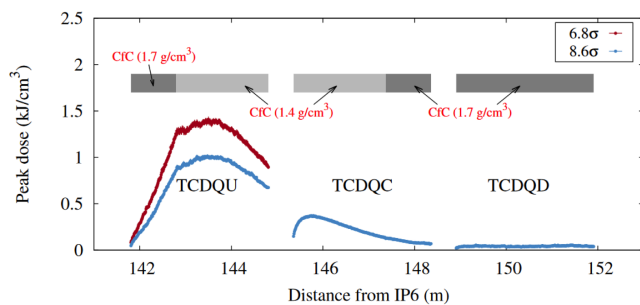 CfC (1.7 g/cm³)
6.8σ
8.6σ
CfC (1.4 g/cm³)
CfC (1.7 g/cm³)
TCDQU
TCDQC
TCDQD
Peak dose (kJ/cm³)
2.5
2
1.5
1
0.5
0
142
144
146
148
150
152
Distance from IP6 (m)